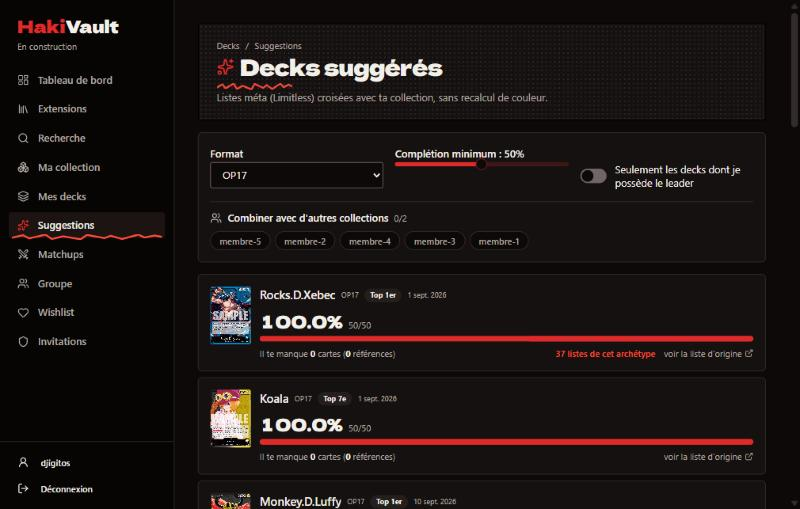 HakiVault
En construction
Tableau de bord
Extensions
Recherche
Ma collection
Mes decks
Suggestions
Matchups
Groupe
Wishlist
Invitations
djigitos
Déconnexion
Decks / Suggestions
Decks suggérés
Listes méta (Limitless) croisées avec ta collection, sans recalcul de couleur.
Format
OP17
Complétion minimum : 50%
Seulement les decks dont je
possède le leader
Combiner avec d'autres collections 0/2
membre-5 membre-2 membre-4 membre-3 membre-1
SAMPLE
Rocks.D.Xebec OP17 Top 1er 1 sept. 2026
100.0% 50/50
Il te manque 0 cartes (0 références) 37 listes de cet archétype voir la liste d'origine
Koala OP17 Top 7e 1 sept. 2026
100.0% 50/50
Il te manque 0 cartes (0 références) voir la liste d'origine
Monkey.D.Luffy OP17 Top 1er 10 sept. 2026